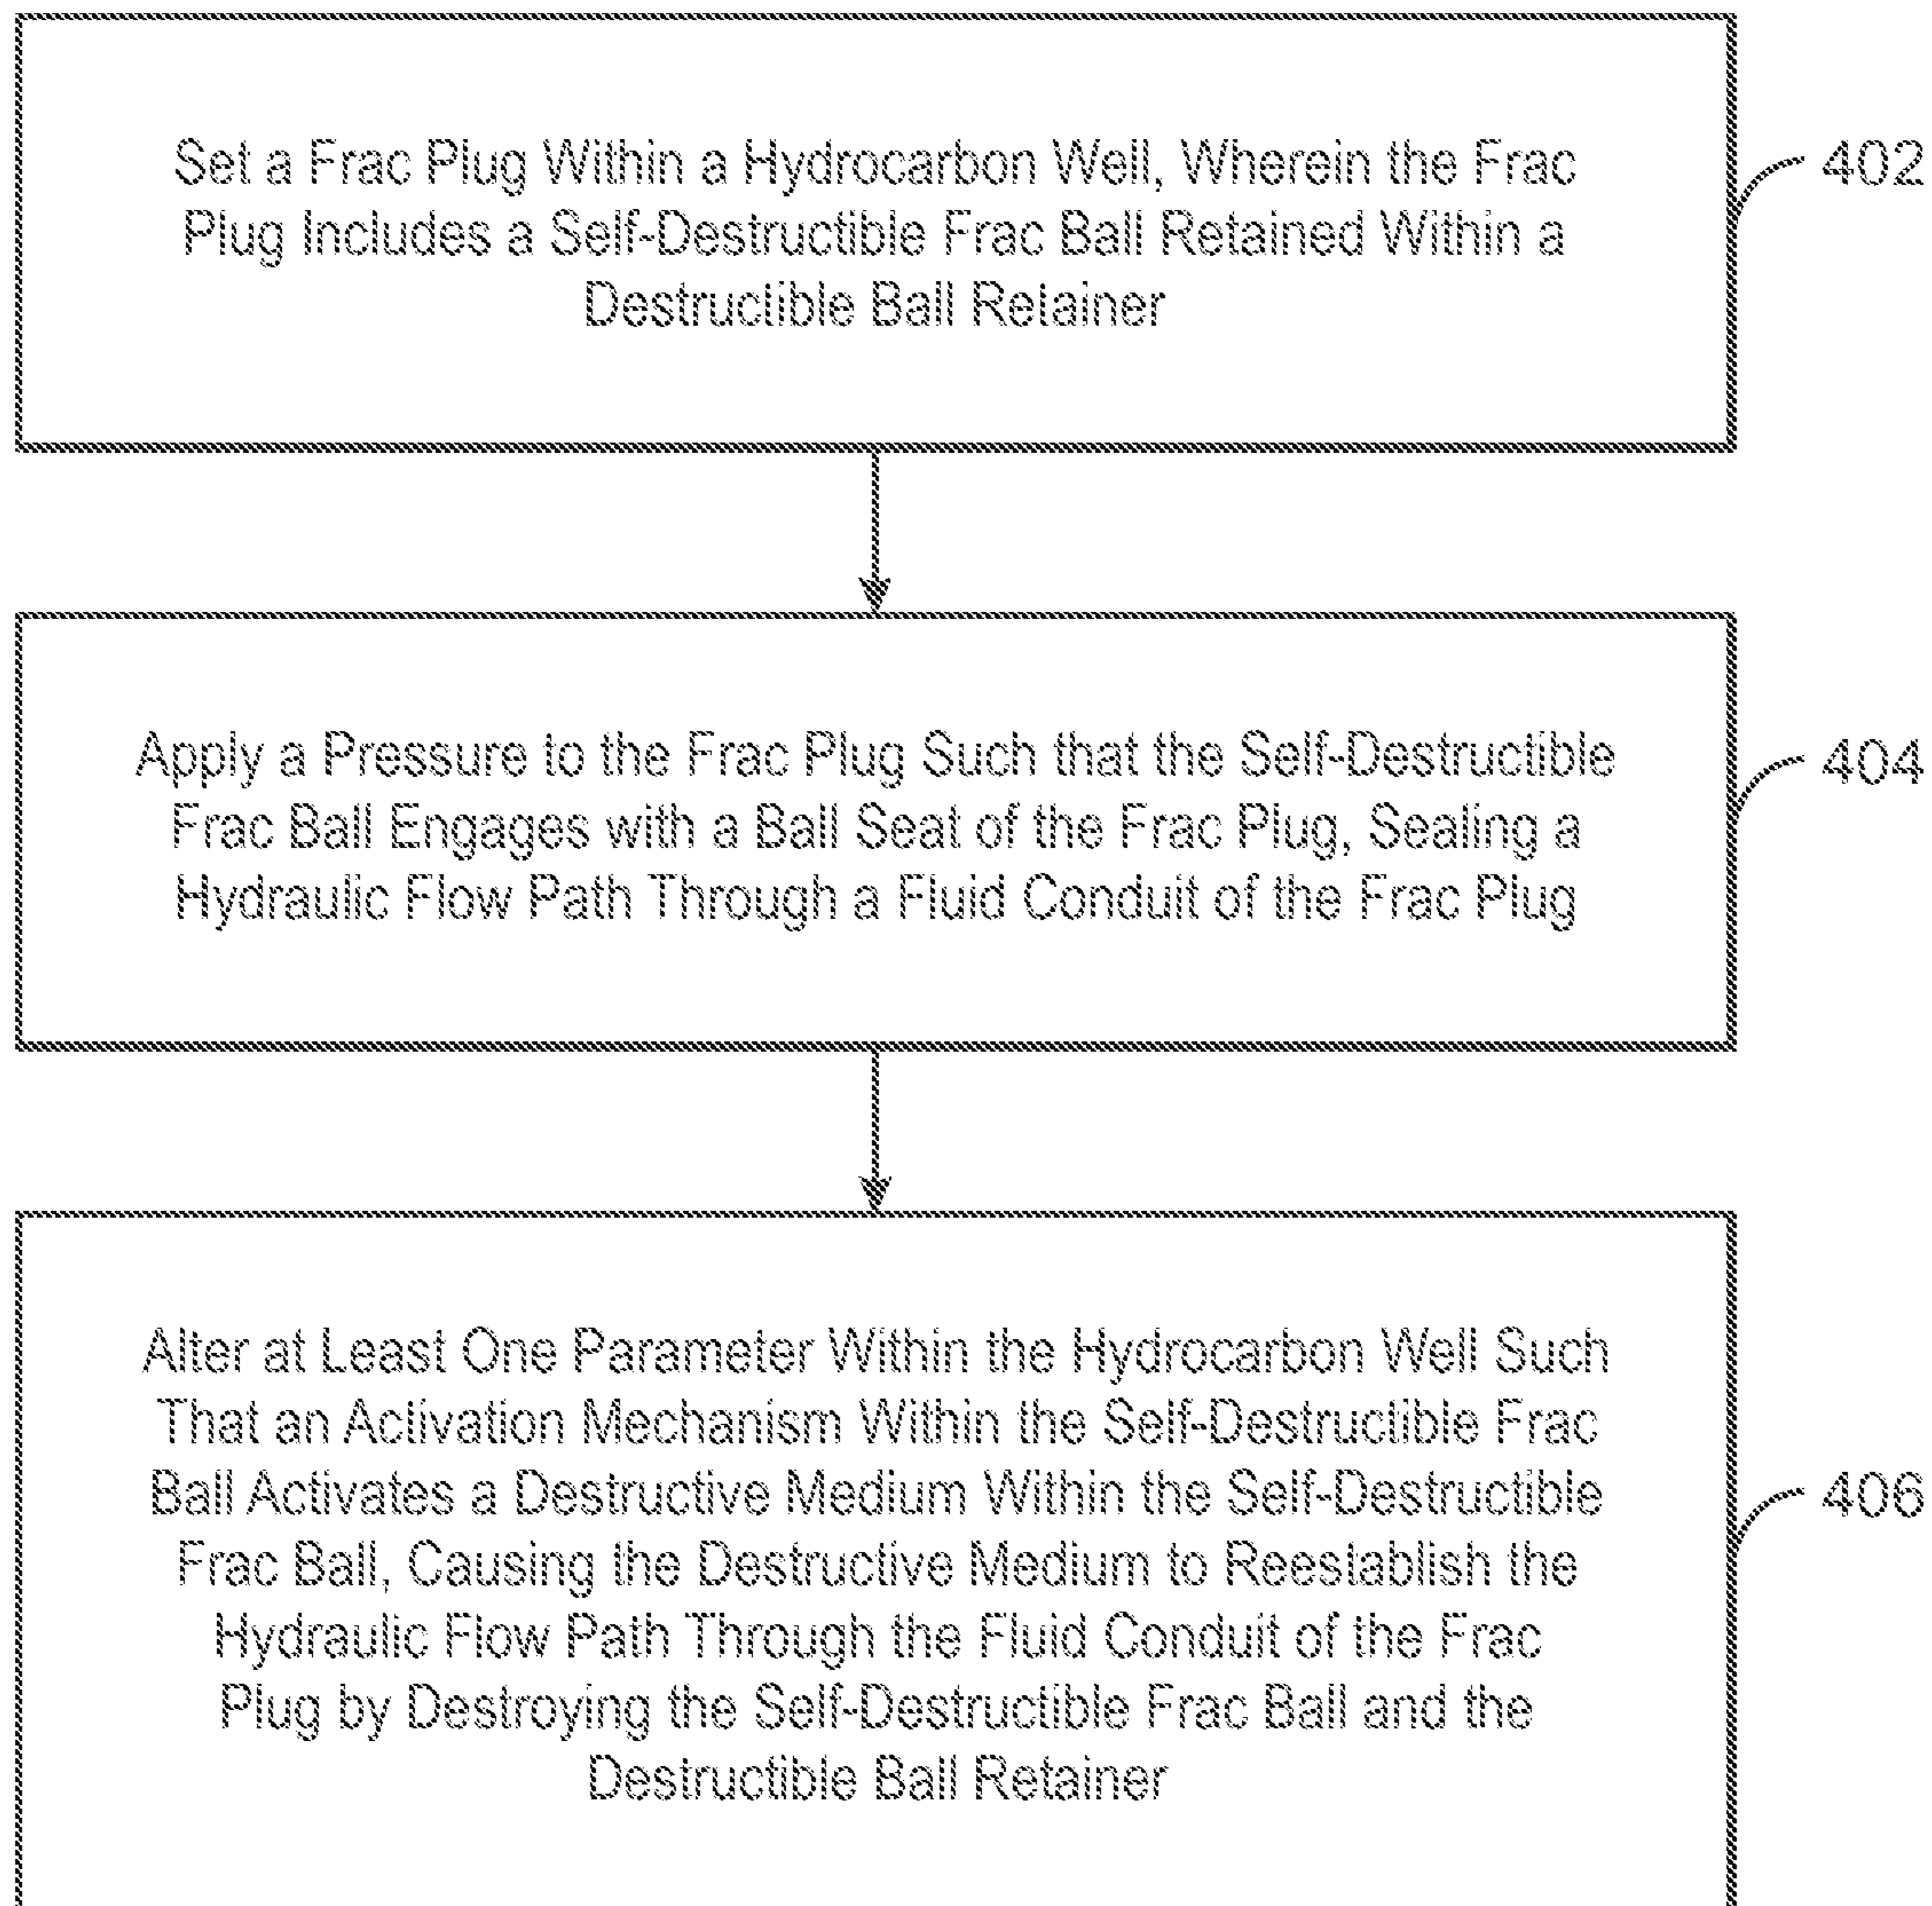 Set a Frac Plug Within a Hydrocarbon Well, Wherein the Frac
Plug Includes a Self-Destructible Frac Ball Retained Within a
Destructible Ball Retainer
402
Apply a Pressure to the Frac Plug Such that the Self-Destructible
Frac Ball Engages with a Ball Seat of the Frac Plug, Sealing a
Hydraulic Flow Path Through a Fluid Conduit of the Frac Plug
404
Alter at Least One Parameter Within the Hydrocarbon Well Such
That an Activation Mechanism Within the Self-Destructible Frac
Ball Activates a Destructive Medium Within the Self-Destructible
Frac Ball, Causing the Destructive Medium to Reestablish the
Hydraulic Flow Path Through the Fluid Conduit of the Frac
Plug by Destroying the Self-Destructible Frac Ball and the
Destructible Ball Retainer
406